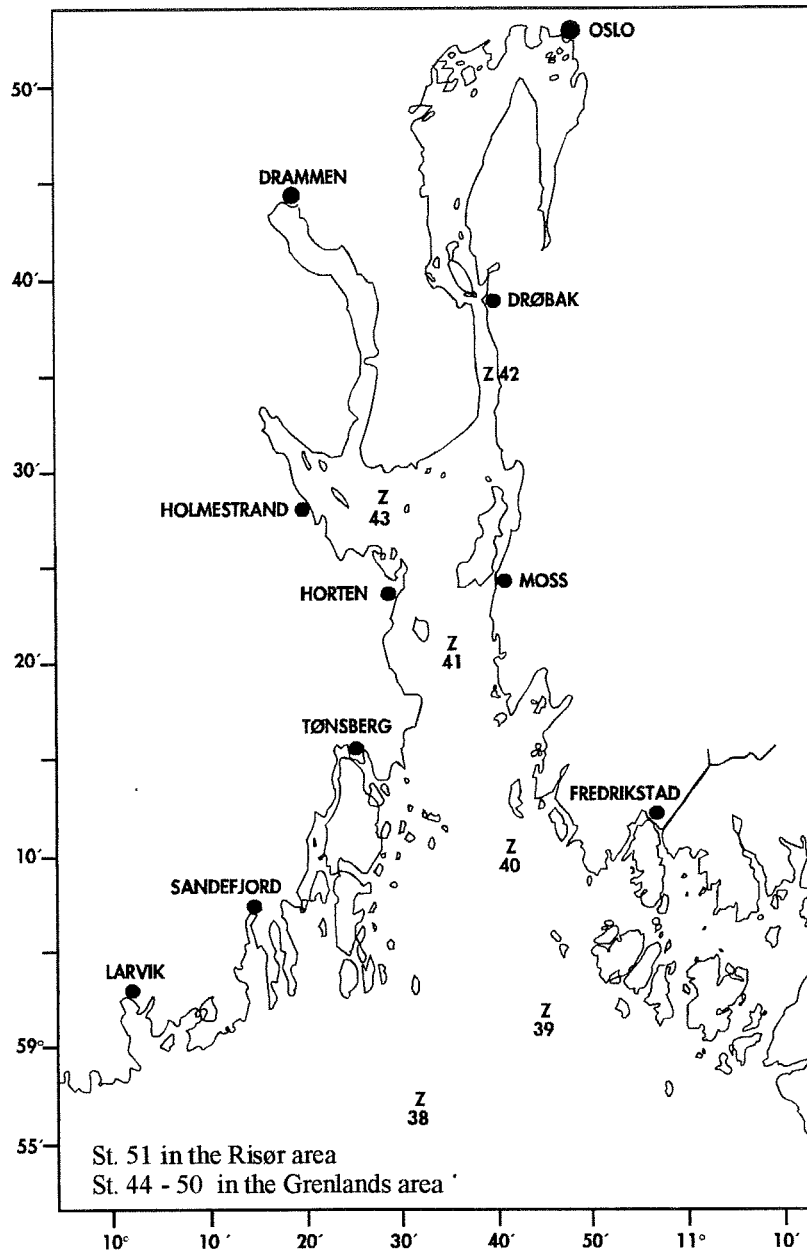 OSLO
50′
DRAMMEN
40′
DRØBAK
Z 42
30′
HOLMESTRAND
Z
43
HORTEN
MOSS
20′
Z
41
TØNSBERG
FREDRIKSTAD
10′
Z
40
SANDEFJORD
LARVIK
Z
39
59°
Z
38
55′
St. 51 in the Risør area
St. 44 - 50 in the Grenlands area
10° 10′ 20′ 30′ 40′ 50′ 11° 10′